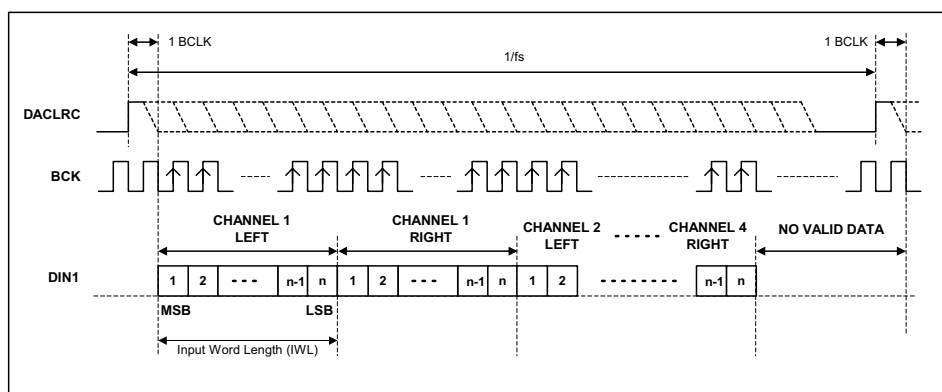 1 BCLK
1 BCLK
1/fs
DACLRC
BCK
CHANNEL 1
LEFT
CHANNEL 1
RIGHT
CHANNEL 2
LEFT
CHANNEL 4
RIGHT
NO VALID DATA
DIN1
1 2 n-1 n 1 2 n-1 n 1 2 n-1 n
MSB
LSB
Input Word Length (IWL)